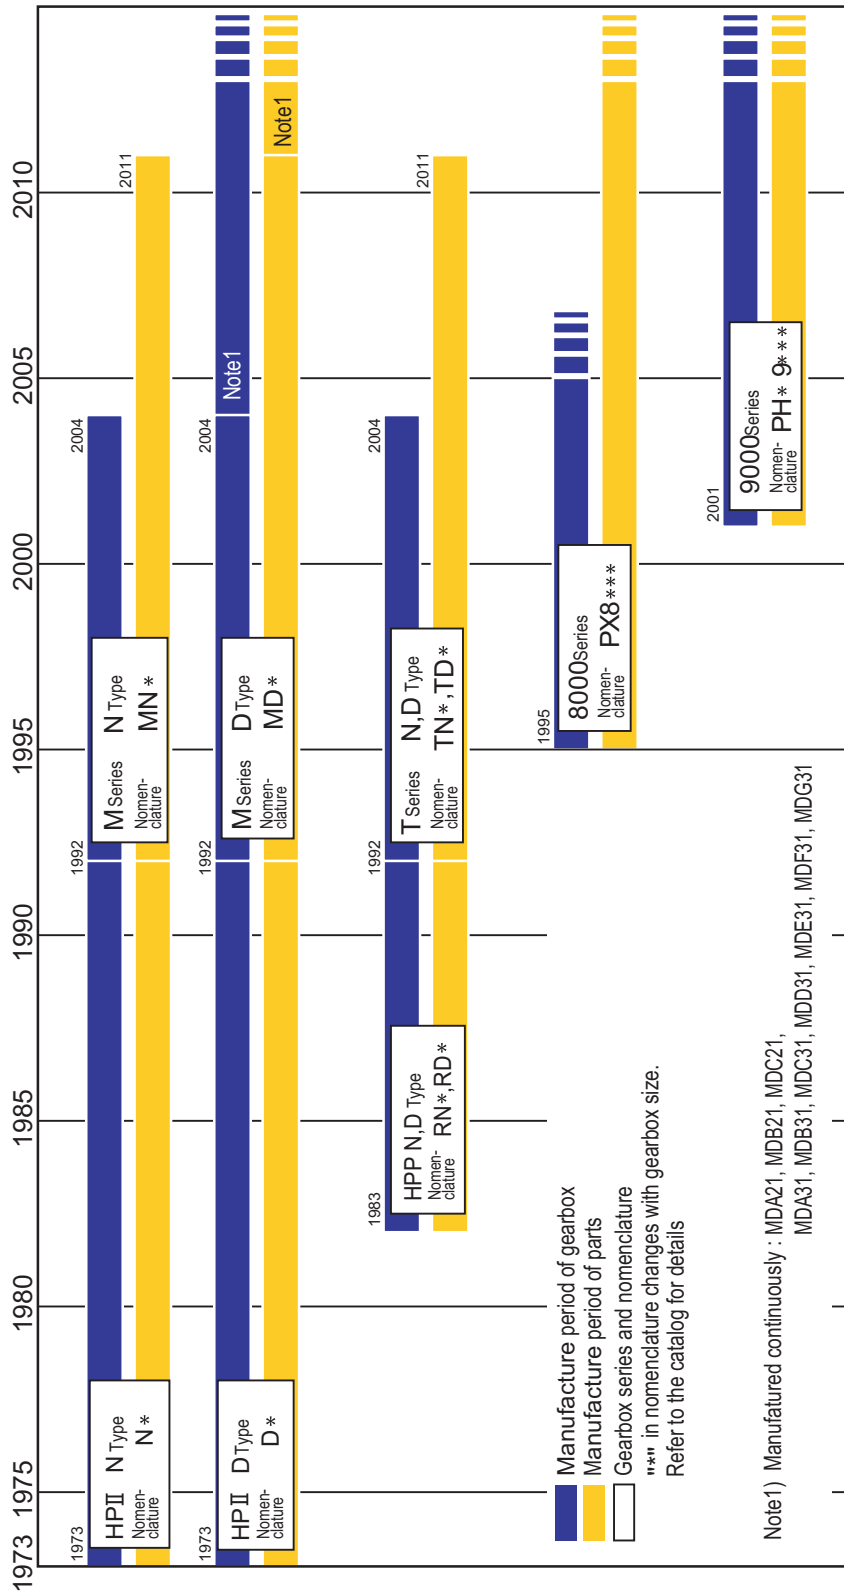 1973 1975 1980 1985 1990 1995 2000 2005 2010
1973 1992 2004 2011
HPII N Type
Nomen-
clature N*
M Series N Type
Nomen-
clature MN*
1973 1992 2004
HPII D Type
Nomen-
clature D*
M Series D Type
Nomen-
clature MD*
Note1
Note1
1983 1992 2004 2011
HPP N,D Type
Nomen-
clature RN*,RD*
T Series N,D Type
Nomen-
clature TN*,TD*
1995
8000 Series
Nomen-
clature PX8***
2001
9000 Series
Nomen-
clature PH* 9***
Manufacture period of gearbox
Manufacture period of parts
Gearbox series and nomenclature
"*" in nomenclature changes with gearbox size.
Refer to the catalog for details
Note1) Manufatured continuously : MDA21, MDB21, MDC21,
MDA31, MDB31, MDC31, MDD31, MDE31, MDF31, MDG31